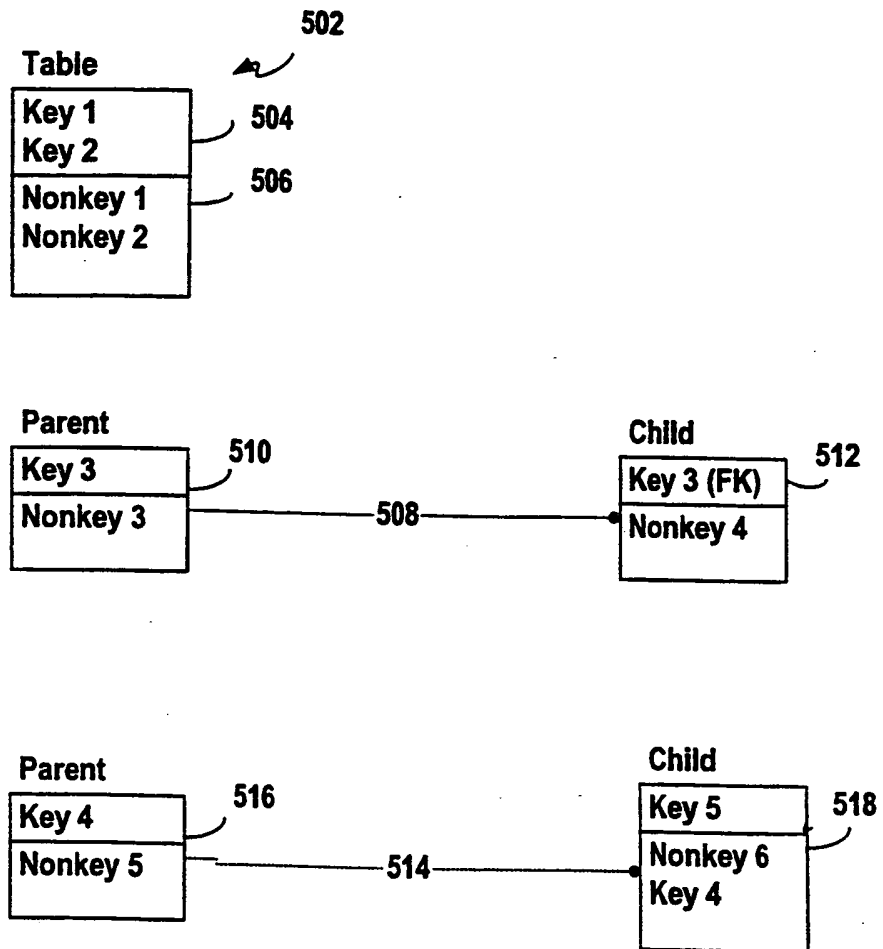 502
Table
Key 1
Key 2
504
506
Nonkey 1
Nonkey 2
Parent
Key 3
510
Nonkey 3
508
Child
Key 3 (FK)
512
Nonkey 4
Parent
Key 4
516
Nonkey 5
514
Child
Key 5
518
Nonkey 6
Key 4